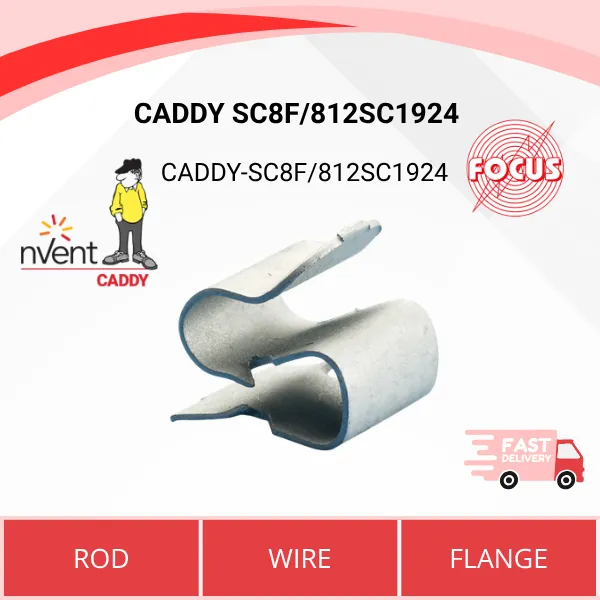 CADDY SC8F/812SC1924
CADDY-SC8F/812SC1924
FOCUS
nVent
CADDY
FAST
DELIVERY
ROD
WIRE
FLANGE